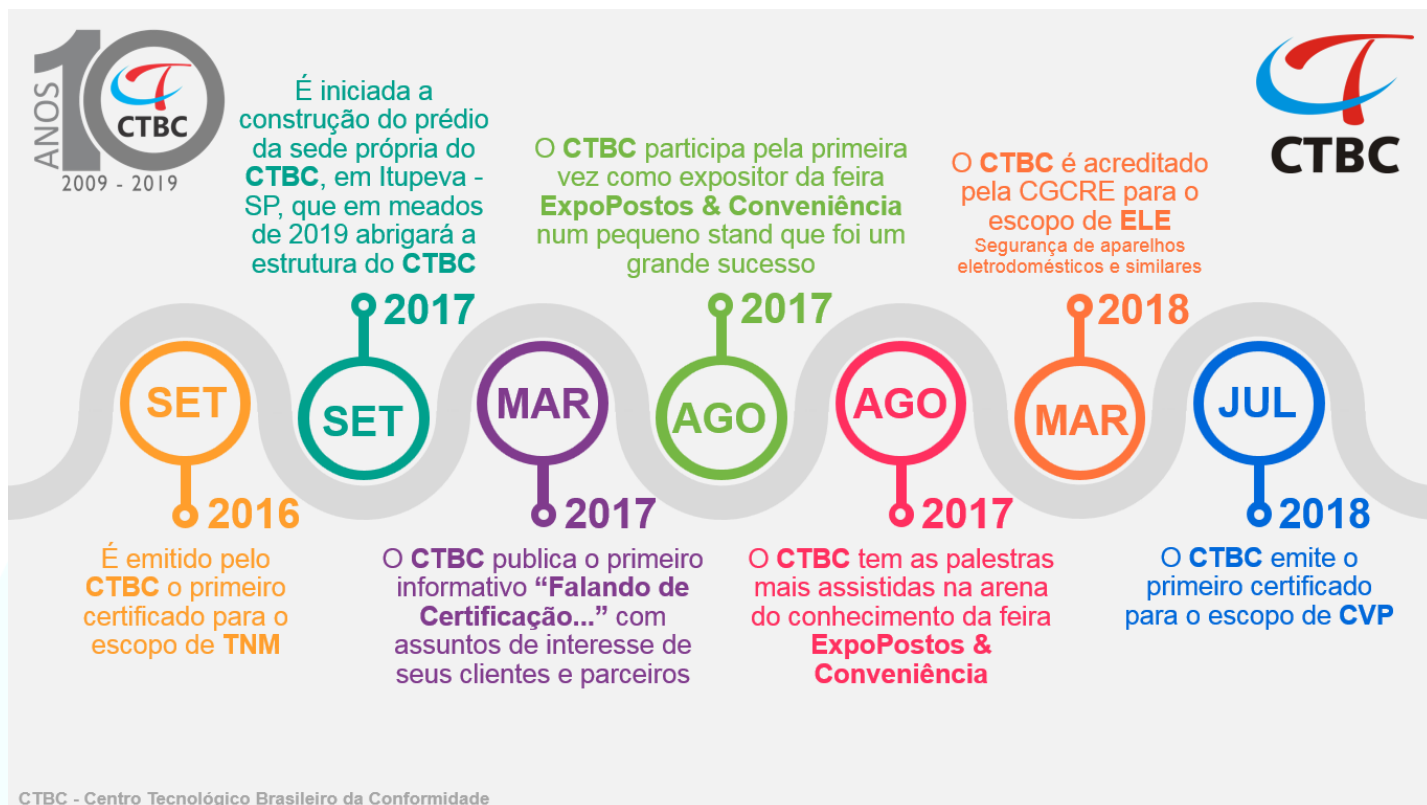 ANOS
10
CTBC
2009 - 2019
CTBC
É iniciada a
construção do prédio
da sede própria do
CTBC, em Itupeva -
SP, que em meados
de 2019 abrigará a
estrutura do CTBC
2017
SET
O CTBC participa pela primeira
vez como expositor da feira
ExpoPostos & Conveniência
num pequeno stand que foi um
grande sucesso
2017
AGO
O CTBC é acreditado
pela CGCRE para o
escopo de ELE
Segurança de aparelhos
eletrodomésticos e similares
2018
MAR
SET
2016
É emitido pelo
CTBC o primeiro
certificado para o
escopo de TNM
MAR
2017
O CTBC publica o primeiro
informativo “Falando de
Certificação...” com
assuntos de interesse de
seus clientes e parceiros
AGO
2017
O CTBC tem as palestras
mais assistidas na arena
do conhecimento da feira
ExpoPostos &
Conveniência
JUL
2018
O CTBC emite o
primeiro certificado
para o escopo de CVP
CTBC - Centro Tecnológico Brasileiro da Conformidade